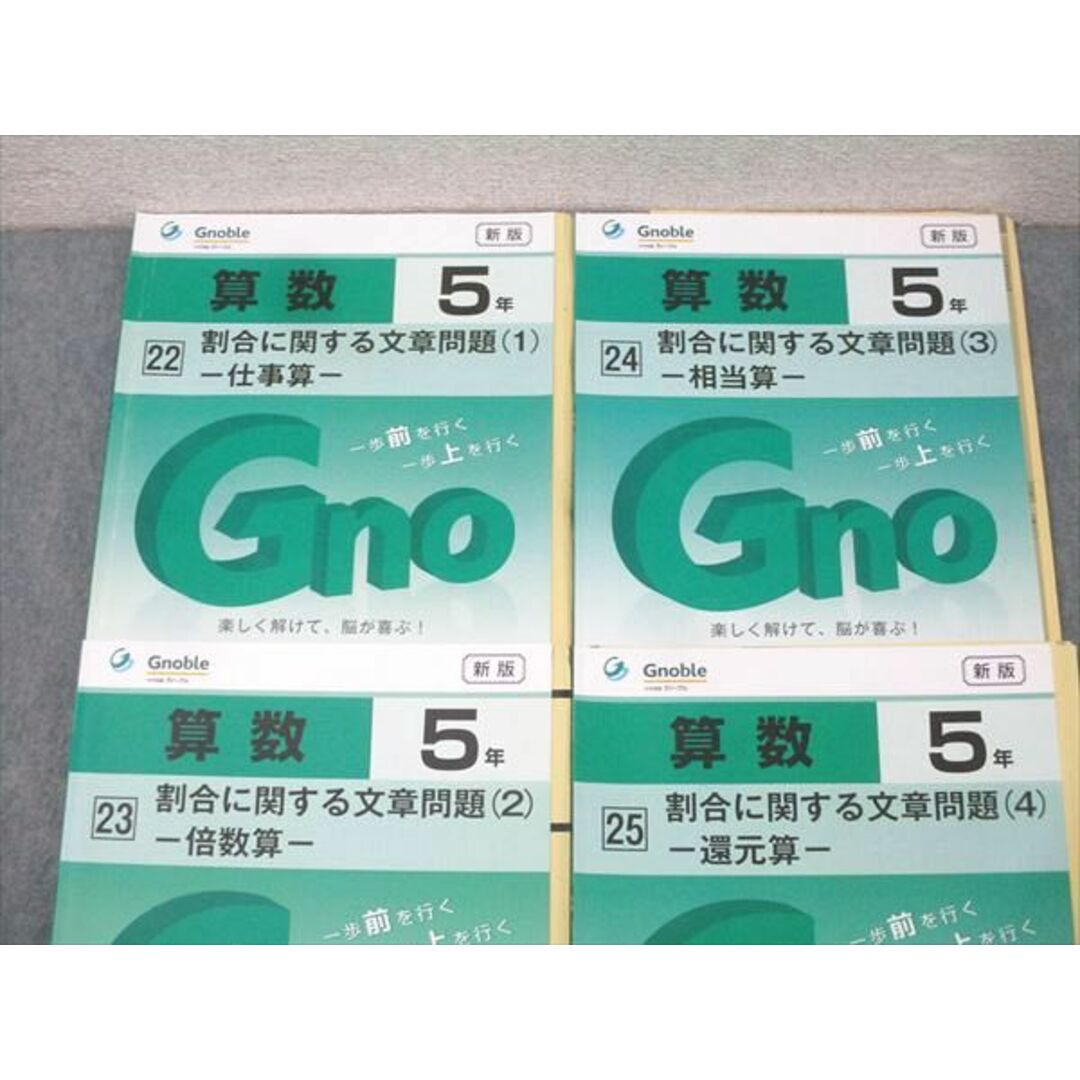 Gnoble
新版
算数 5年
22 割合に関する文章問題(1)
ー仕事算ー
一歩前を行く
一歩上を行く
Gno
楽しく解けて、脳が喜ぶ！
Gnoble
新版
算数 5年
24 割合に関する文章問題(3)
ー相当算ー
一歩前を行く
一歩上を行く
Gno
楽しく解けて、脳が喜ぶ！
Gnoble
新版
算数 5年
23 割合に関する文章問題(2)
ー倍数算ー
一歩前を行く
を行く
Gnoble
新版
算数 5年
25 割合に関する文章問題(4)
ー還元算ー
一歩前を行く
を行く